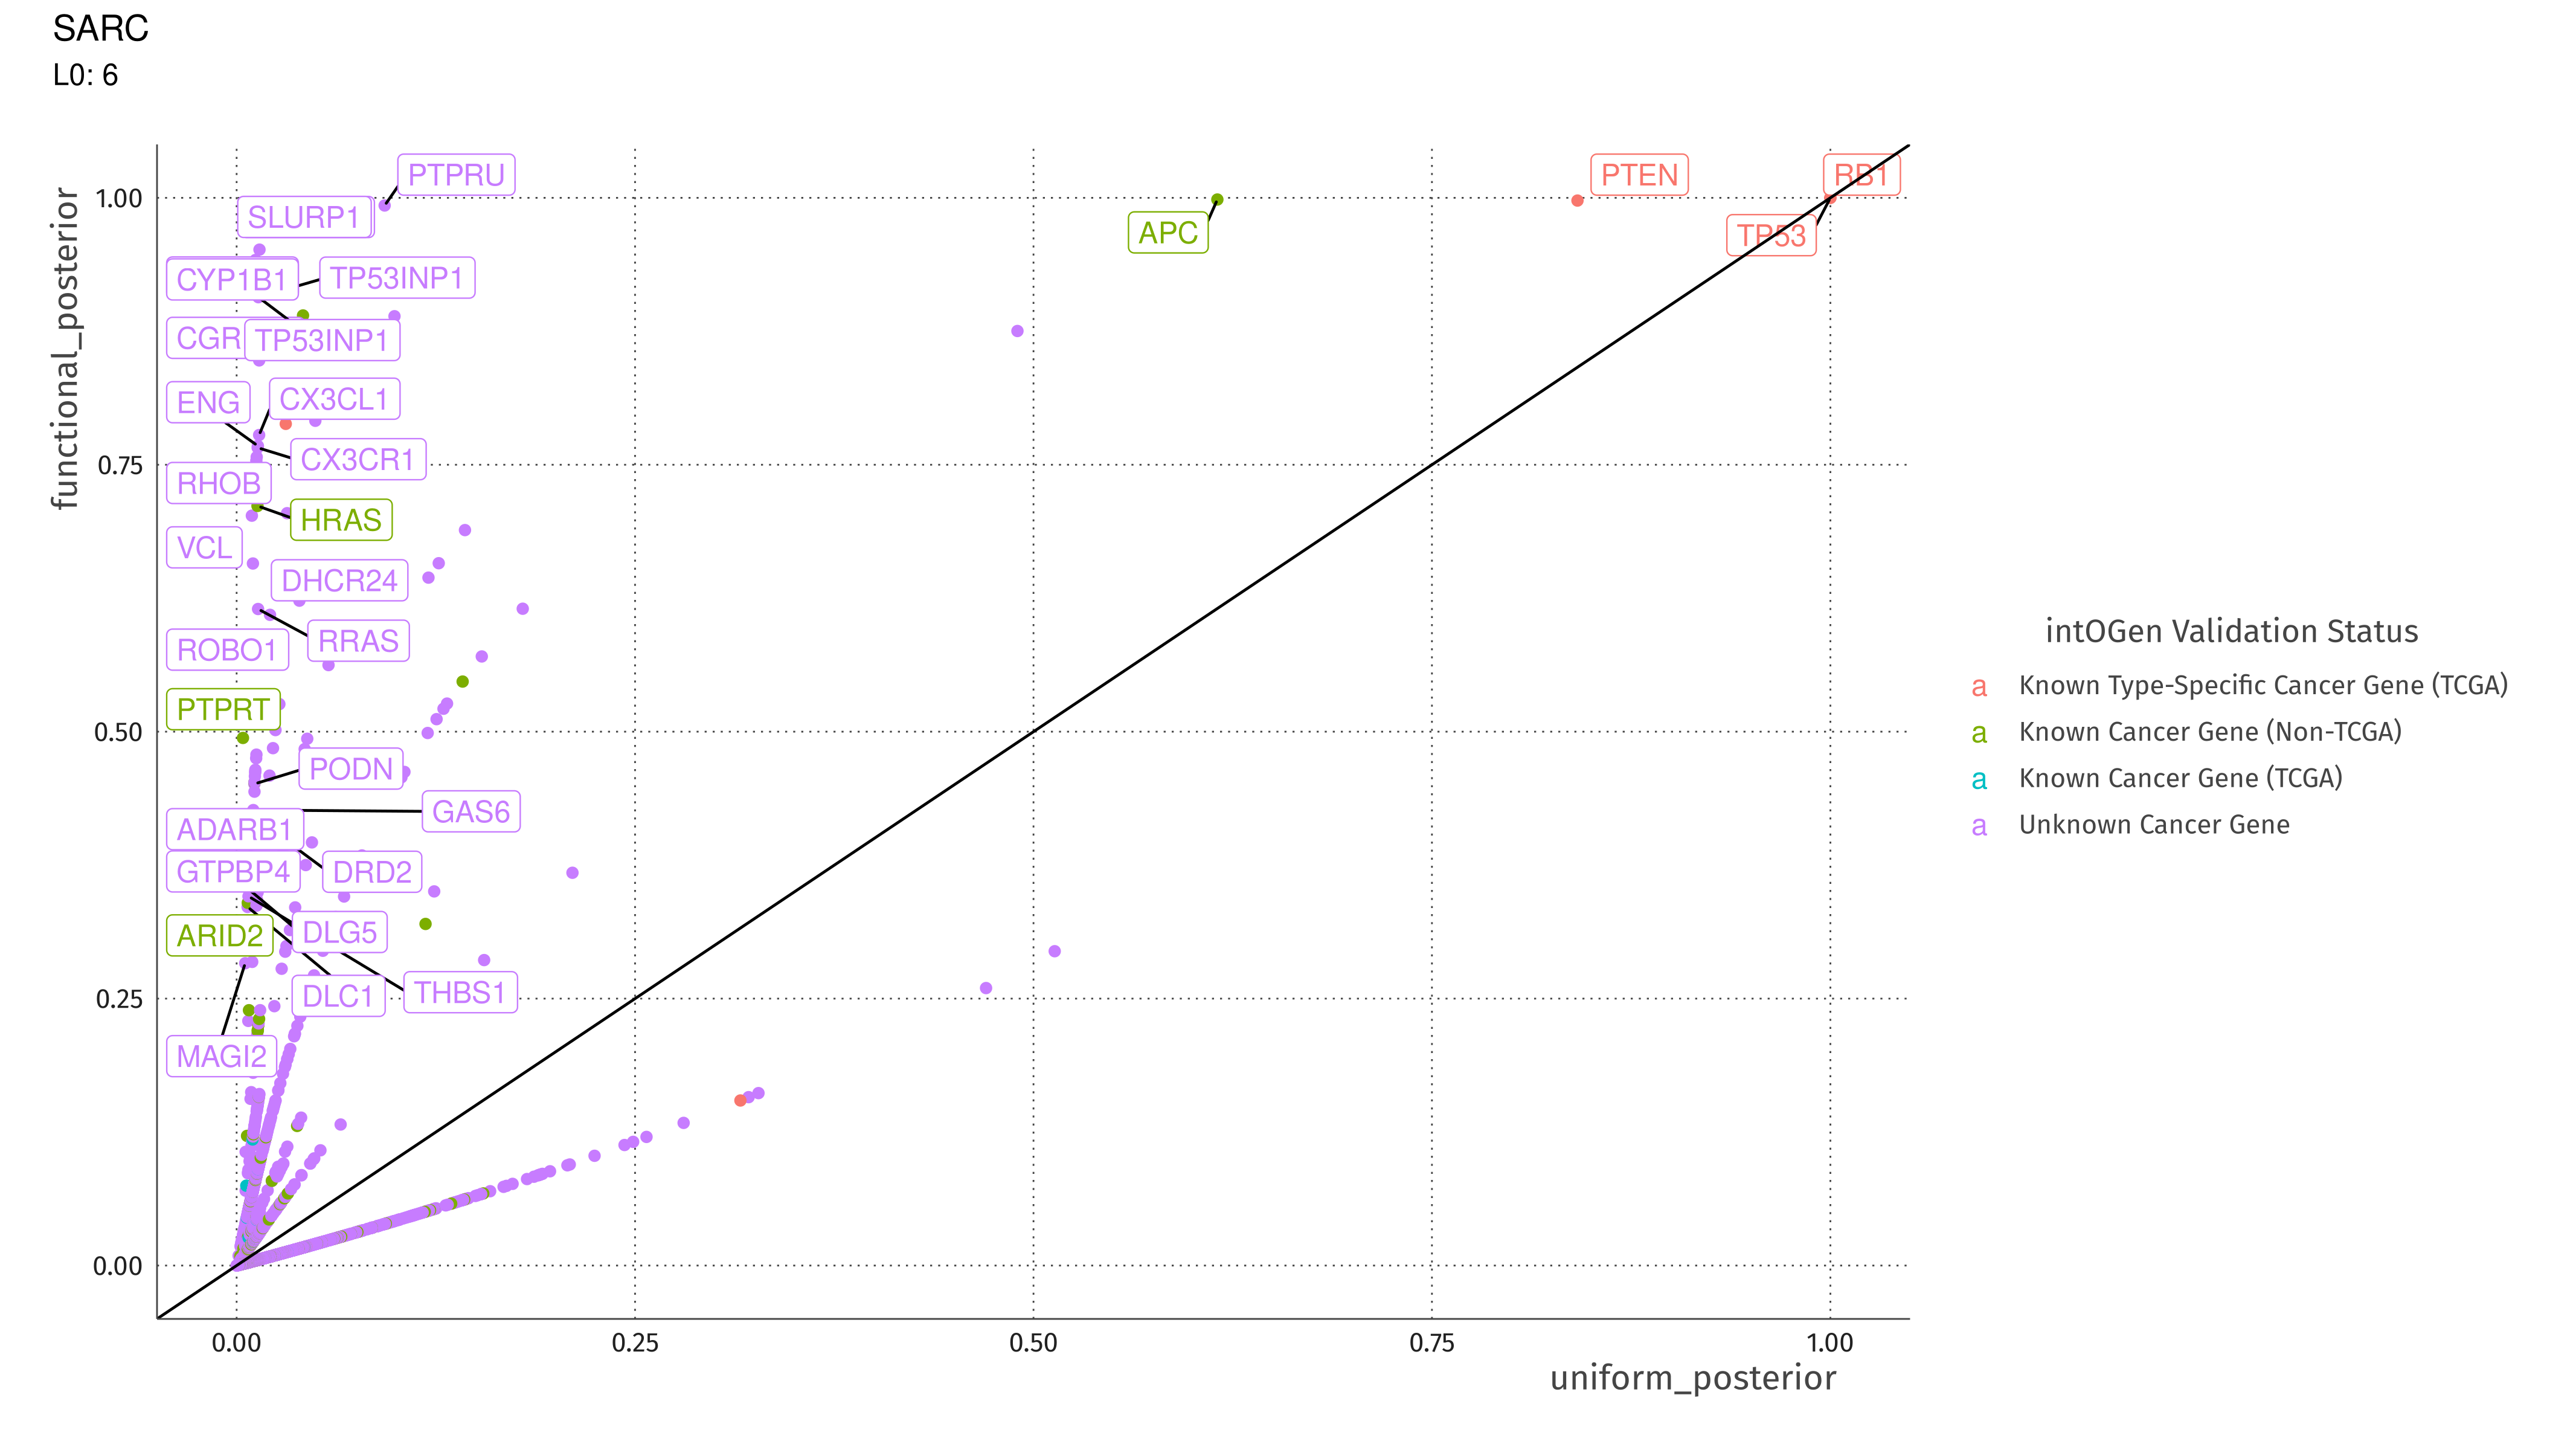 SARC
L0: 6
functional_posterior
1.00
0.75
0.50
0.25
0.00
PTPRU
SLURP1
CYP1B1
TP53INP1
CGR
TP53INP1
ENG
CX3CL1
CX3CR1
RHOB
HRAS
VCL
DHCR24
RRAS
ROBO1
PTPRT
PODN
GAS6
ADARB1
GTPBP4
DRD2
ARID2
DLG5
DLC1
THBS1
MAGI2
APC
PTEN
RB1
TP53
0.00
0.25
0.50
0.75
1.00
uniform_posterior
intOGen Validation Status
a Known Type-Specific Cancer Gene (TCGA)
a Known Cancer Gene (Non-TCGA)
a Known Cancer Gene (TCGA)
a Unknown Cancer Gene